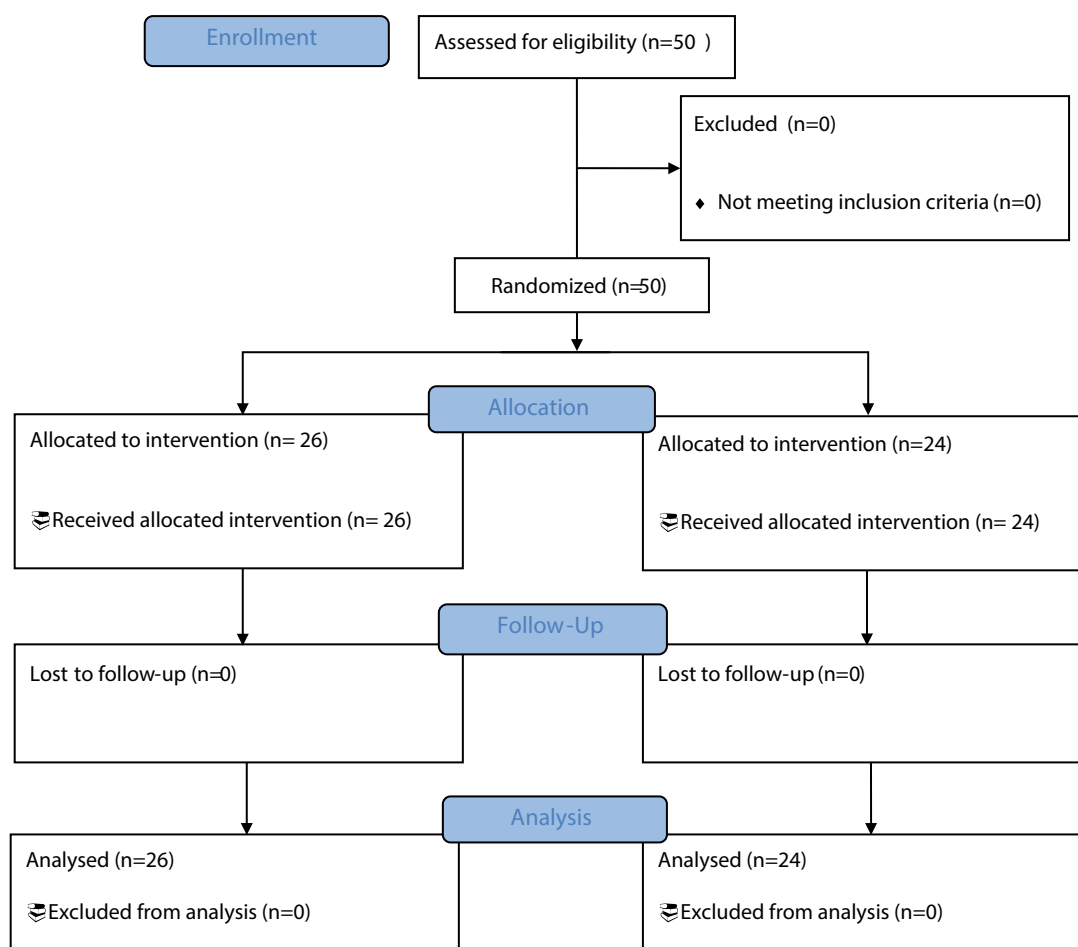 Enrollment
Assessed for eligibility (n=50 )
Excluded (n=0)
♦ Not meeting inclusion criteria (n=0)
Randomized (n=50)
Allocation
Allocated to intervention (n= 26)
Received allocated intervention (n= 26)
Allocated to intervention (n=24)
Received allocated intervention (n= 24)
Follow-Up
Lost to follow-up (n=0)
Lost to follow-up (n=0)
Analysis
Analysed (n=26)
Excluded from analysis (n=0)
Analysed (n=24)
Excluded from analysis (n=0)